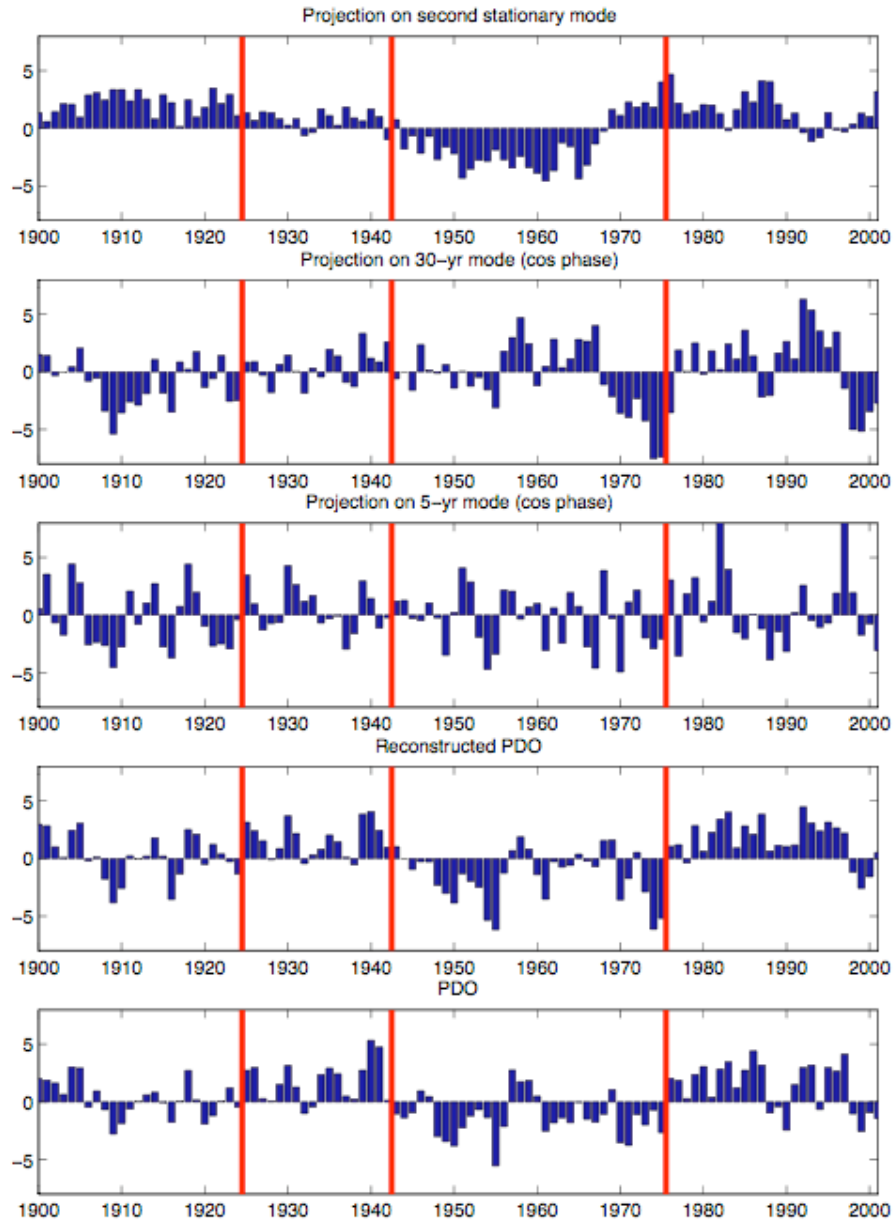 Projection on second stationary mode
5
0
−5
1900 1910 1920 1930 1940 1950 1960 1970 1980 1990 2000
Projection on 30−yr mode (cos phase)
5
0
−5
1900 1910 1920 1930 1940 1950 1960 1970 1980 1990 2000
Projection on 5−yr mode (cos phase)
5
0
−5
1900 1910 1920 1930 1940 1950 1960 1970 1980 1990 2000
Reconstructed PDO
5
0
−5
1900 1910 1920 1930 1940 1950 1960 1970 1980 1990 2000
PDO
5
0
−5
1900 1910 1920 1930 1940 1950 1960 1970 1980 1990 2000